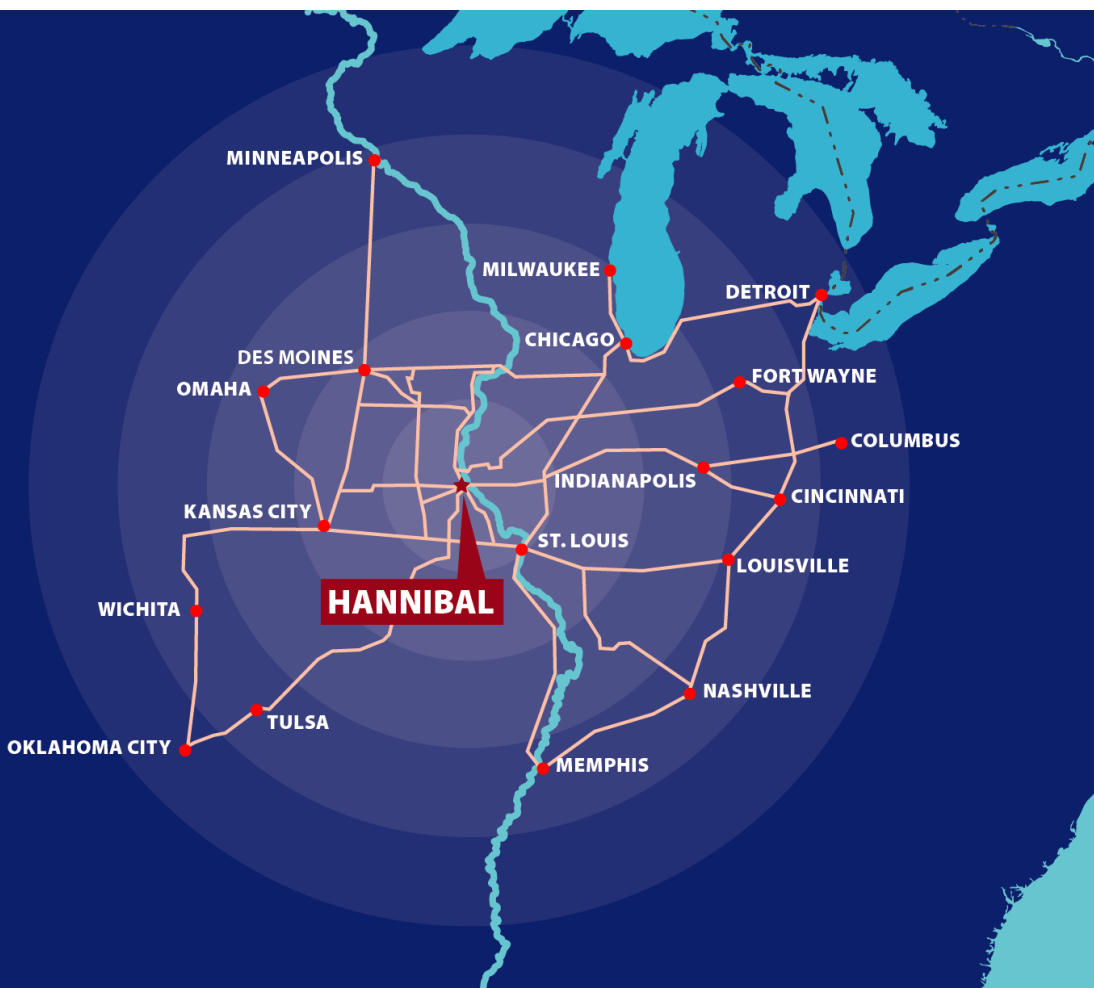 MINNEAPOLIS
MILWAUKEE
DETROIT
CHICAGO
DES MOINES
FORT WAYNE
OMAHA
COLUMBUS
INDIANAPOLIS
CINCINNATI
KANSAS CITY
ST. LOUIS
LOUISVILLE
HANNIBAL
WICHITA
NASHVILLE
TULSA
OKLAHOMA CITY
MEMPHIS